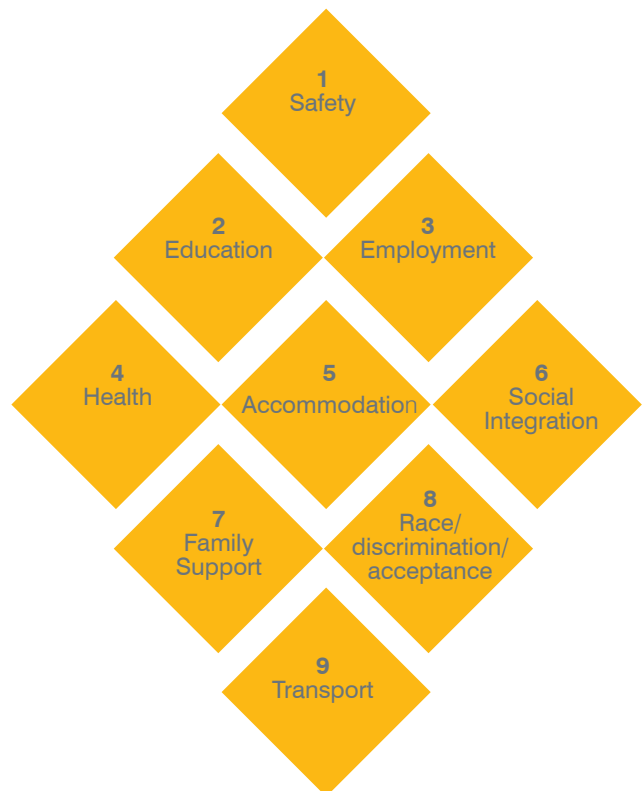 1
Safety
2
Education
3
Employment
4
Health
5
Accommodation
6
Social
Integration
7
Family
Support
8
Race/
discrimination/
acceptance
9
Transport